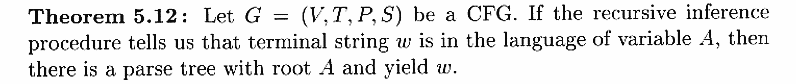 Theorem 5.12: Let G = (V, T, P, S) be a CFG. If the recursive inference
procedure tells us that terminal string w is in the language of variable A, then
there is a parse tree with root A and yield w.